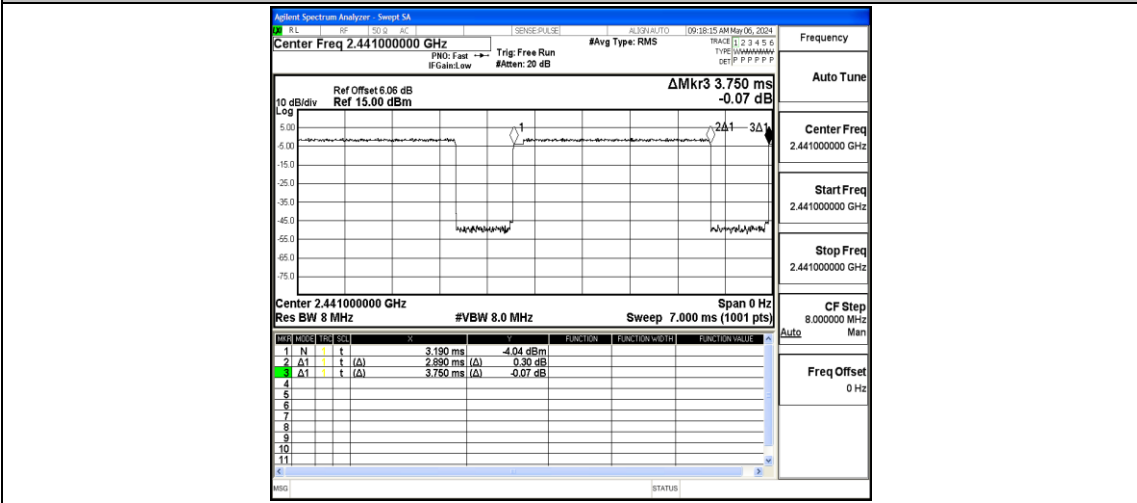 Agilent Spectrum Analyzer - Swept SA
RL RF 50 Ω AC SENSE:PULSE ALIGNAUTO 09:18:15 AM May 06, 2024
Center Freq 2.441000000 GHz #Avg Type: RMS TRACE 1 2 3 4 5 6
PNO: Fast Trig: Free Run TYPE
IFGain:Low #Atten: 20 dB DET P P P P P P
Frequency
Auto Tune
ΔMkr3 3.750 ms
-0.07 dB
Ref Offset 6.06 dB
10 dB/div Ref 15.00 dBm
Log
5.00
-5.00
-15.0
-25.0
-35.0
-45.0
-55.0
-65.0
-75.0
1 2Δ1 3Δ1
Center Freq
2.441000000 GHz
Start Freq
2.441000000 GHz
Stop Freq
2.441000000 GHz
CF Step
8.000000 MHz
Auto Man
Freq Offset
0 Hz
Center 2.441000000 GHz Span 0 Hz
Res BW 8 MHz #VBW 8.0 MHz Sweep 7.000 ms (1001 pts)
MKR MODE TRC SCL X Y FUNCTION FUNCTION WIDTH FUNCTION VALUE
1 N 1 t 3.190 ms -4.04 dBm
2 Δ1 1 t (Δ) 2.890 ms (Δ) 0.30 dB
3 Δ1 1 t (Δ) 3.750 ms (Δ) -0.07 dB
4
5
6
7
8
9
10
11
MSG STATUS